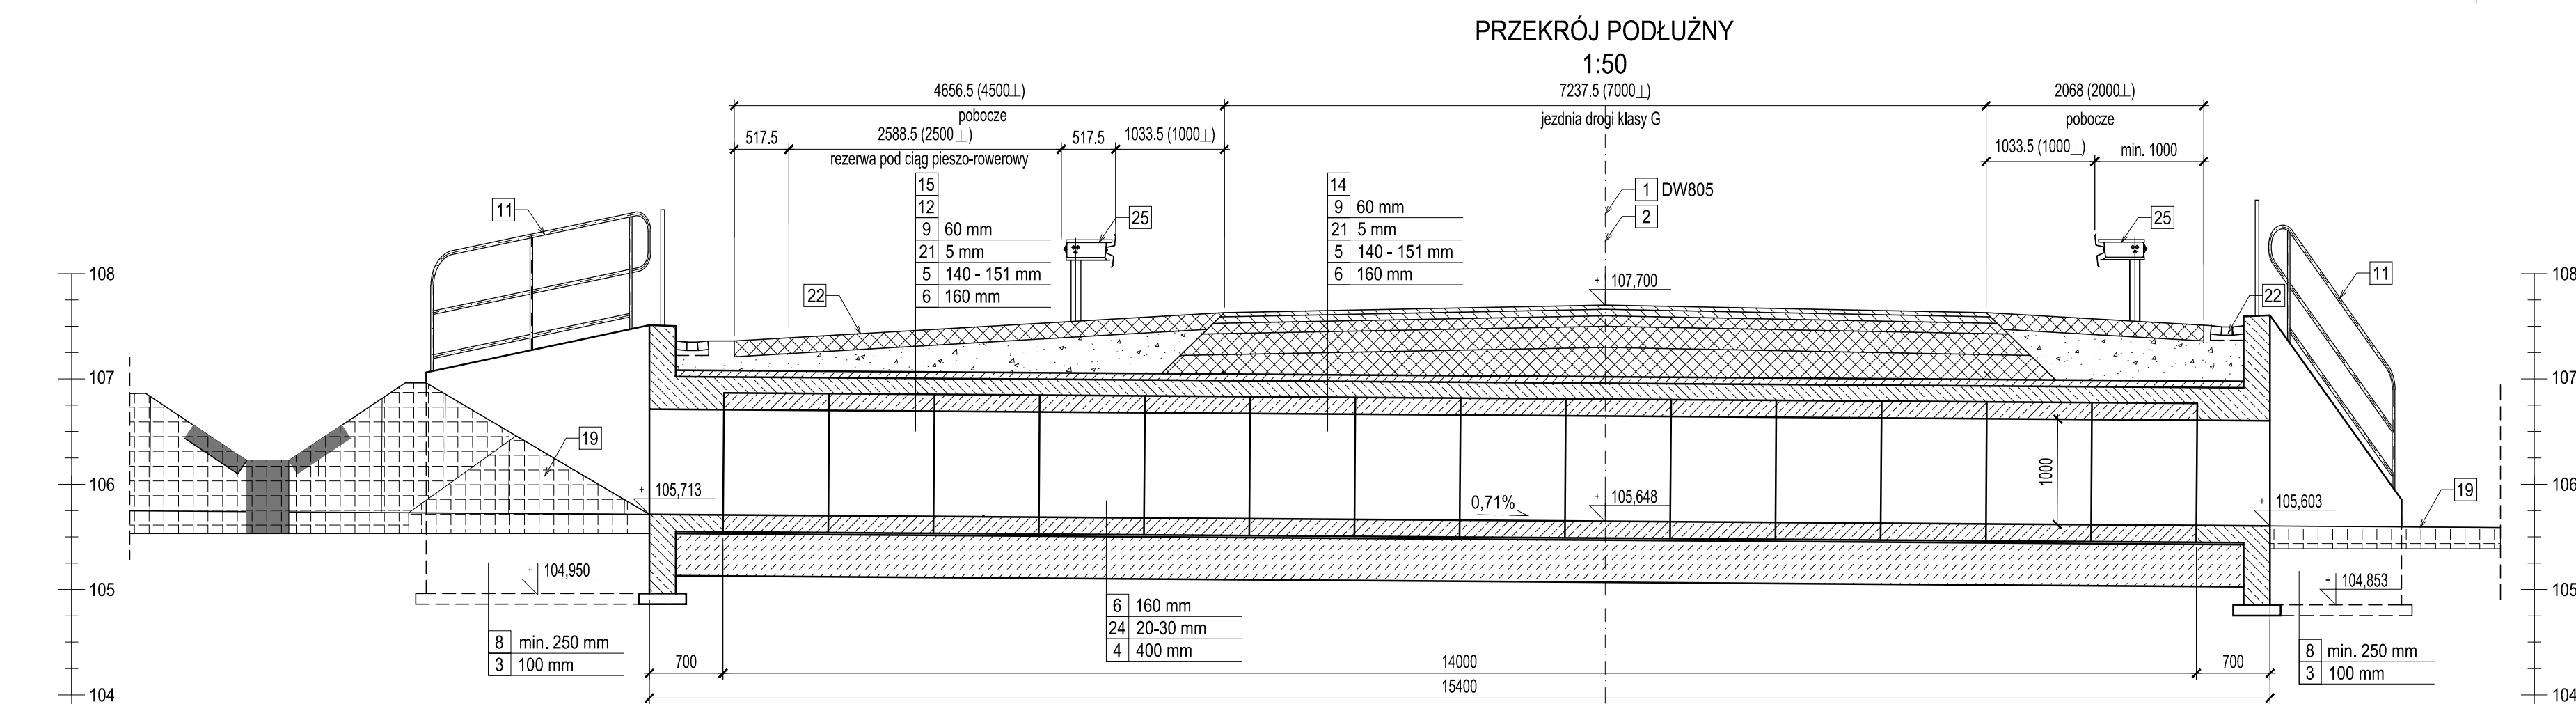 PRZEKRÓJ PODŁUŻNY
1:50
4656.5 (4500⊥)
7237.5 (7000⊥)
2068 (2000⊥)
pobocze
jezdnia drogi klasy G
pobocze
517.5
2588.5 (2500⊥)
517.5
1033.5 (1000⊥)
1033.5 (1000⊥)
min. 1000
rezerwa pod ciąg pieszo-rowerowy
15
12
9 60 mm
21 5 mm
5 140 - 151 mm
6 160 mm
14
9 60 mm
21 5 mm
5 140 - 151 mm
6 160 mm
1 DW805
2
11
25
25
11
22
22
+ 107,700
108
107
106
105
104
108
107
106
105
104
19
+ 105,713
0,71%
+ 105,648
1000
+ 105,603
19
+ 104,950
+ 104,853
8 min. 250 mm
3 100 mm
6 160 mm
24 20-30 mm
4 400 mm
8 min. 250 mm
3 100 mm
700
14000
700
15400